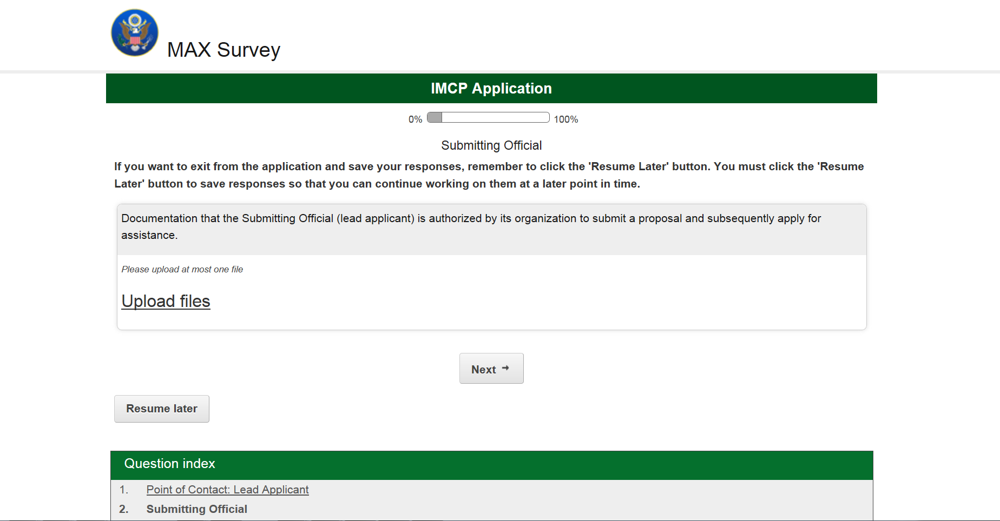 MAX Survey
IMCP Application
0% 100%
Submitting Official
If you want to exit from the application and save your responses, remember to click the 'Resume Later' button. You must click the 'Resume
Later' button to save responses so that you can continue working on them at a later point in time.
Documentation that the Submitting Official (lead applicant) is authorized by its organization to submit a proposal and subsequently apply for
assistance.
Please upload at most one file
Upload files
Next ➞
Resume later
Question index
1. Point of Contact: Lead Applicant
2. Submitting Official